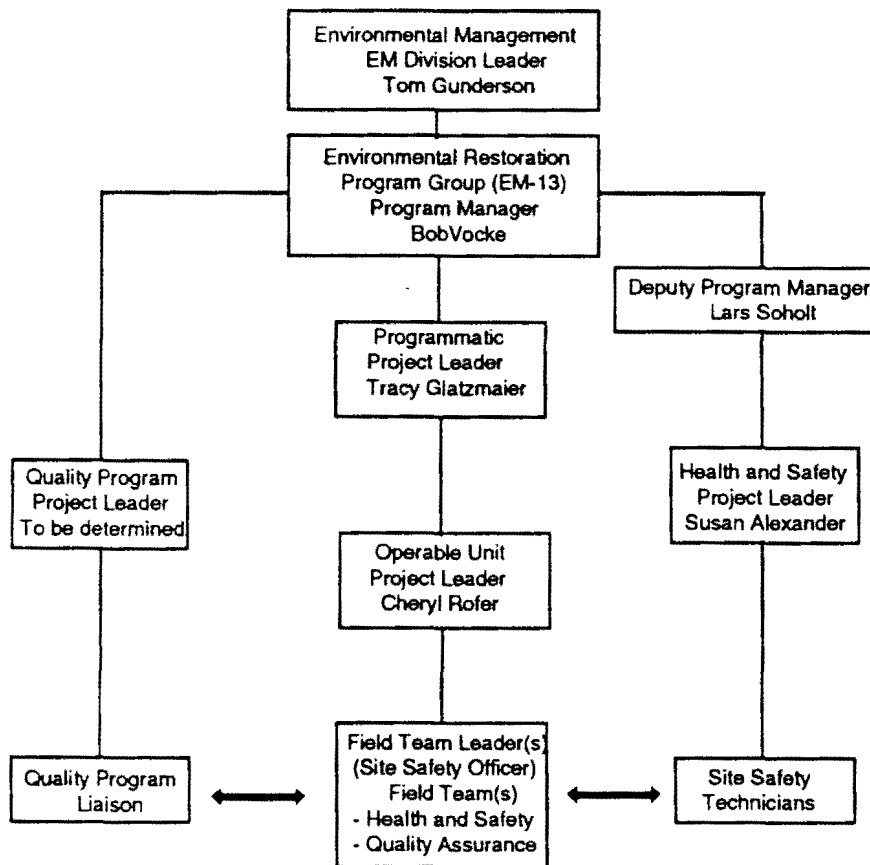 Environmental Management
EM Division Leader
Tom Gunderson
Environmental Restoration
Program Group (EM-13)
Program Manager
BobVocke
Deputy Program Manager
Lars Soholt
Programmatic
Project Leader
Tracy Glatzmaier
Quality Program
Project Leader
To be determined
Health and Safety
Project Leader
Susan Alexander
Operable Unit
Project Leader
Cheryl Rofer
Quality Program
Liaison
Field Team Leader(s)
(Site Safety Officer)
Field Team(s)
- Health and Safety
- Quality Assurance
Site Safety
Technicians